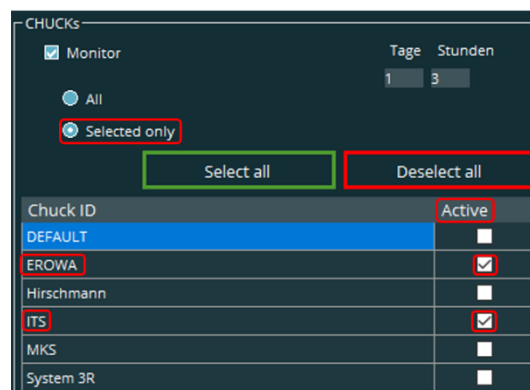 CHUCKs
Monitor
Tage Stunden
1 3
All
Selected only
Select all Deselect all
Chuck ID Active
DEFAULT
EROWA
Hirschmann
ITS
MKS
System 3R